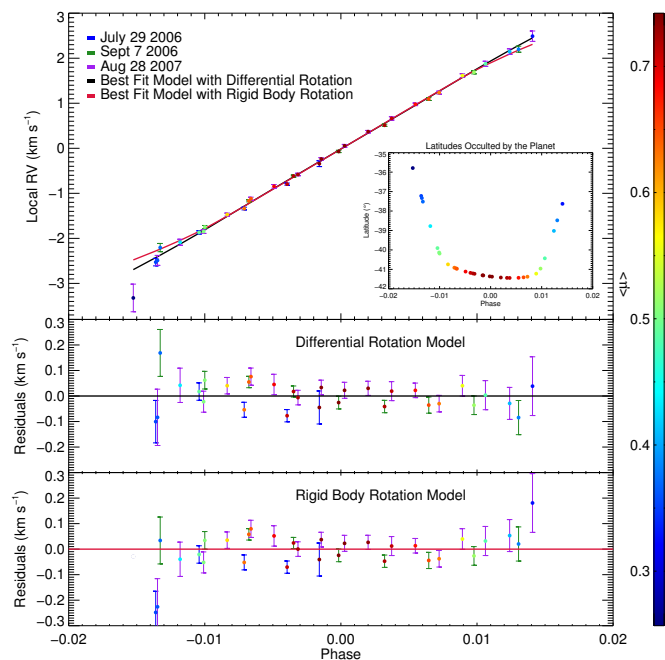 3
2
1
0
−1
−2
−3
Local RV (km s⁻¹)
July 29 2006
Sept 7 2006
Aug 28 2007
Best Fit Model with Differential Rotation
Best Fit Model with Rigid Body Rotation
Latitudes Occulted by the Planet
−35
−36
−37
−38
−39
−40
−41
−42
Latitude (°)
−0.02 −0.01 0.00 0.01 0.02
Phase
0.3
0.2
0.1
0.0
−0.1
−0.2
Residuals (km s⁻¹)
Differential Rotation Model
0.3
0.2
0.1
0.0
−0.1
−0.2
−0.3
Residuals (km s⁻¹)
Rigid Body Rotation Model
−0.02 −0.01 0.00 0.01 0.02
Phase
0.7
0.6
0.5
0.4
0.3
<μ>